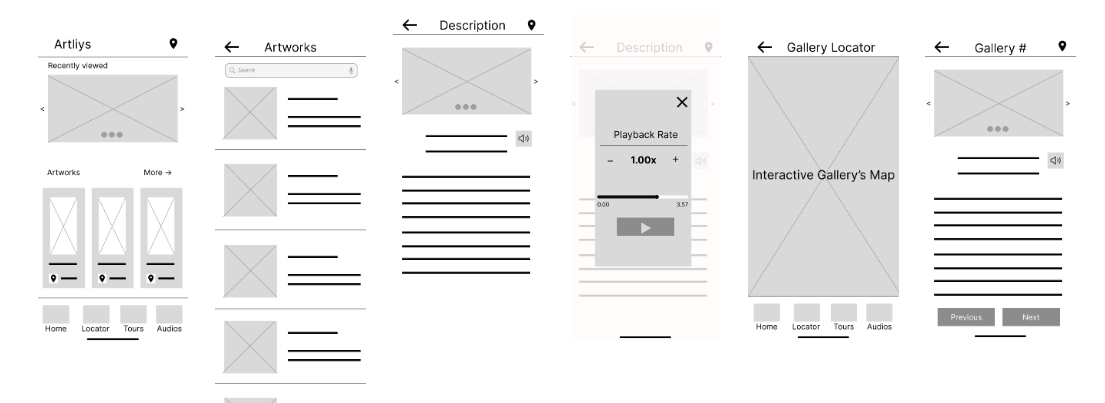 Artliys
Recently viewed
<
>
Artworks
More →
Home
Locator
Tours
Audios
← Artworks
Search
← Description
<
>
← Description
<
>
Playback Rate
– 1.00x +
0.00
3.57
← Gallery Locator
Interactive Gallery's Map
Home
Locator
Tours
Audios
← Gallery #
<
>
Previous
Next